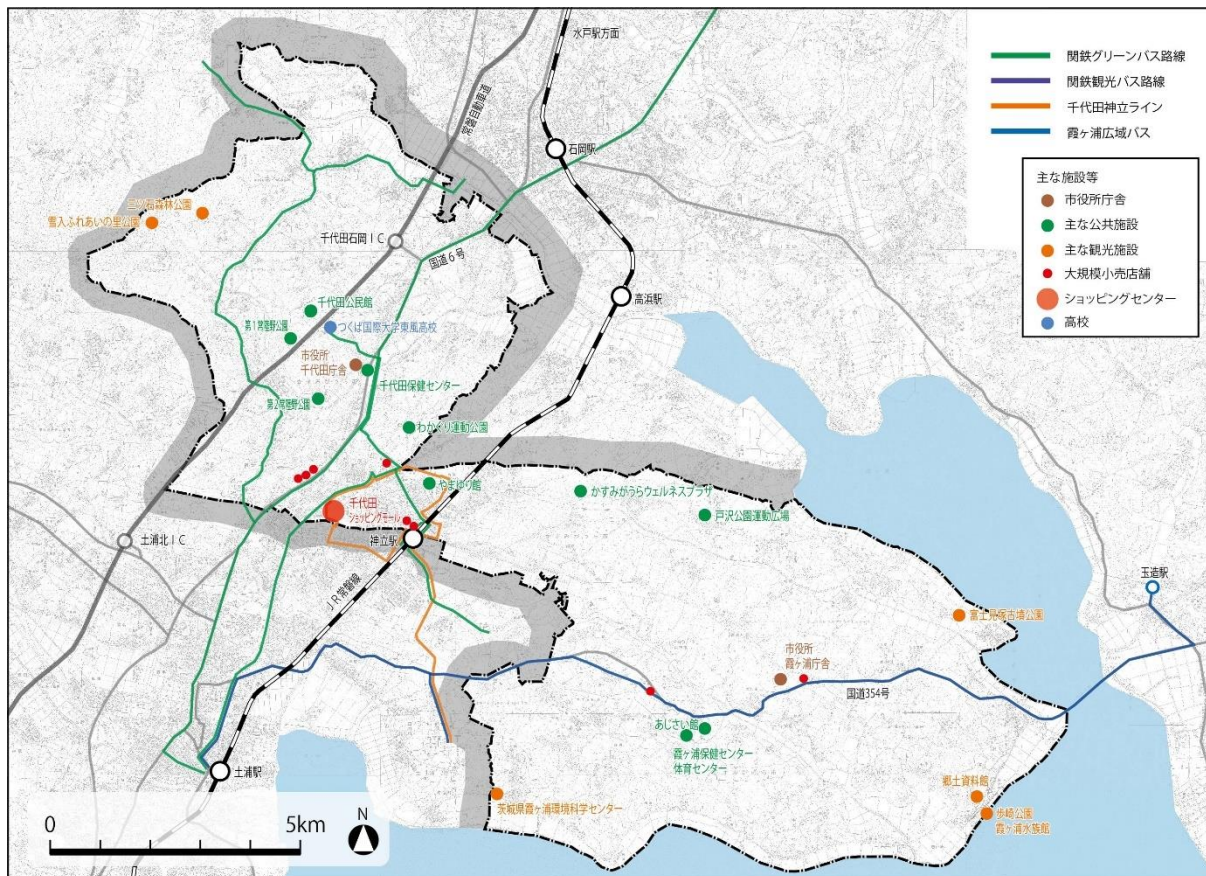 水戸駅方面
関鉄グリーンバス路線
関鉄観光バス路線
千代田神立ライン
霞ヶ浦広域バス
常磐自動車道
石岡駅
主な施設等
市役所庁舎
主な公共施設
主な観光施設
大規模小売店舗
ショッピングセンター
高校
三ツ石森林公園
雪入ふれあいの里公園
千代田石岡IC
国道6号
高浜駅
千代田公民館
つくば国際大学東風高校
第1常磐野公園
市役所
千代田庁舎
千代田保健センター
第2常磐野公園
わかぐり運動公園
やまゆり館
かすみがうらウェルネスプラザ
千代田
ショッピングモール
戸沢公園運動広場
土浦北IC
神立駅
JR常磐線
玉造駅
富士見塚古墳公園
市役所
霞ヶ浦庁舎
国道354号
あじさい館
霞ヶ浦保健センター
体育センター
土浦駅
郷土資料館
茨城県霞ヶ浦環境科学センター
歩崎公園
霞ヶ浦水族館
0
5km
N